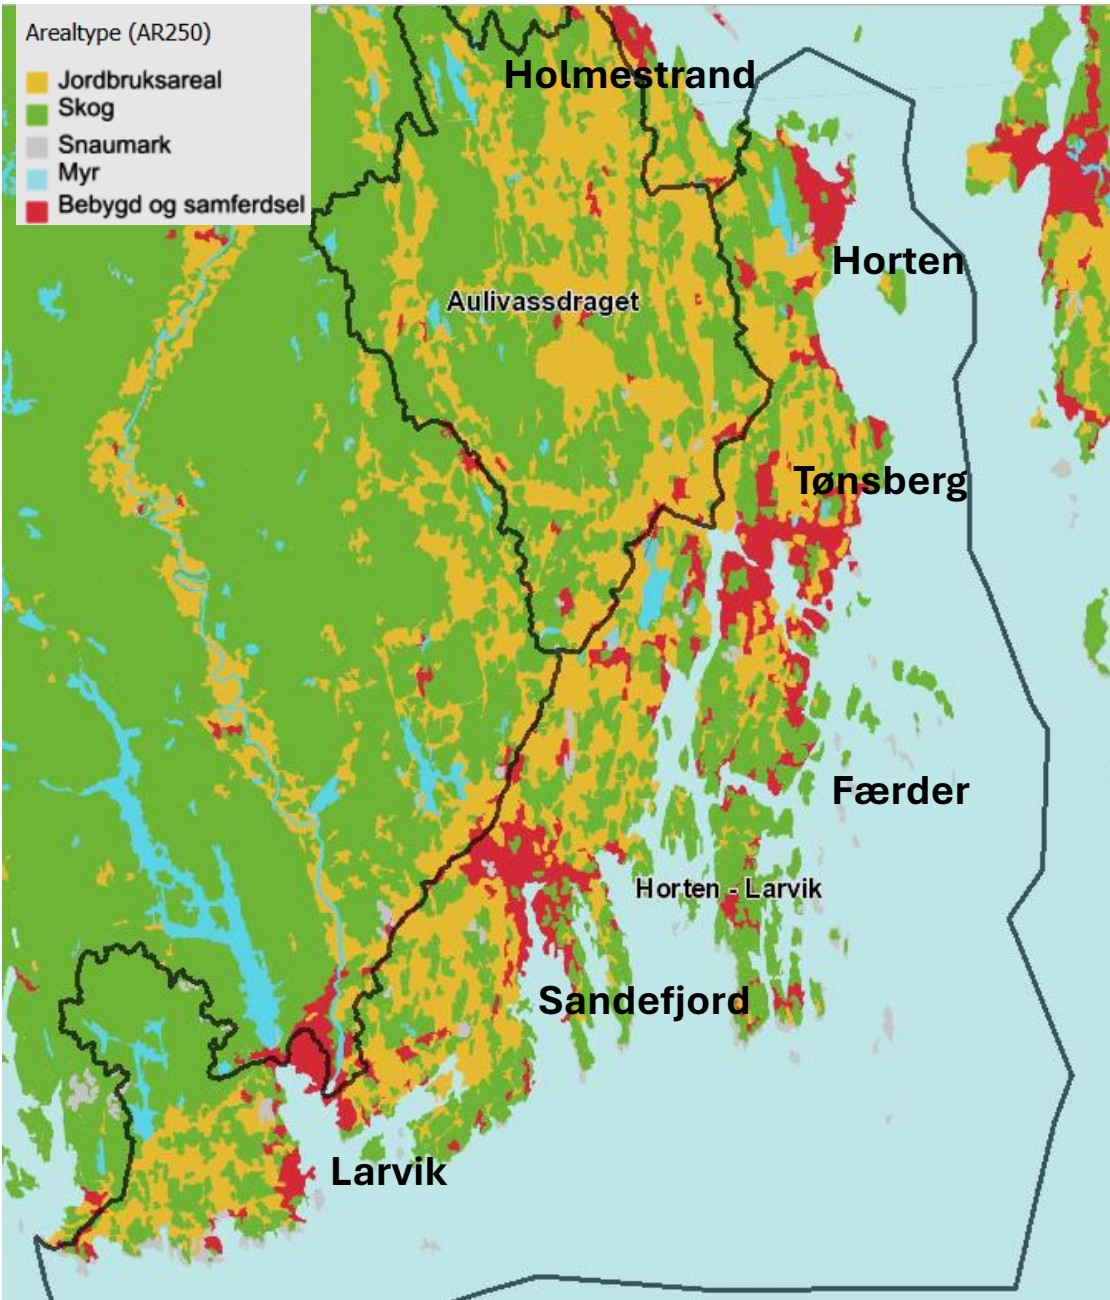 Arealtype (AR250)
Jordbruksareal
Skog
Snaumark
Myr
Bebygd og samferdsel
Holmestrand
Horten
Aulivassdraget
Tønsberg
Færder
Horten - Larvik
Sandefjord
Larvik